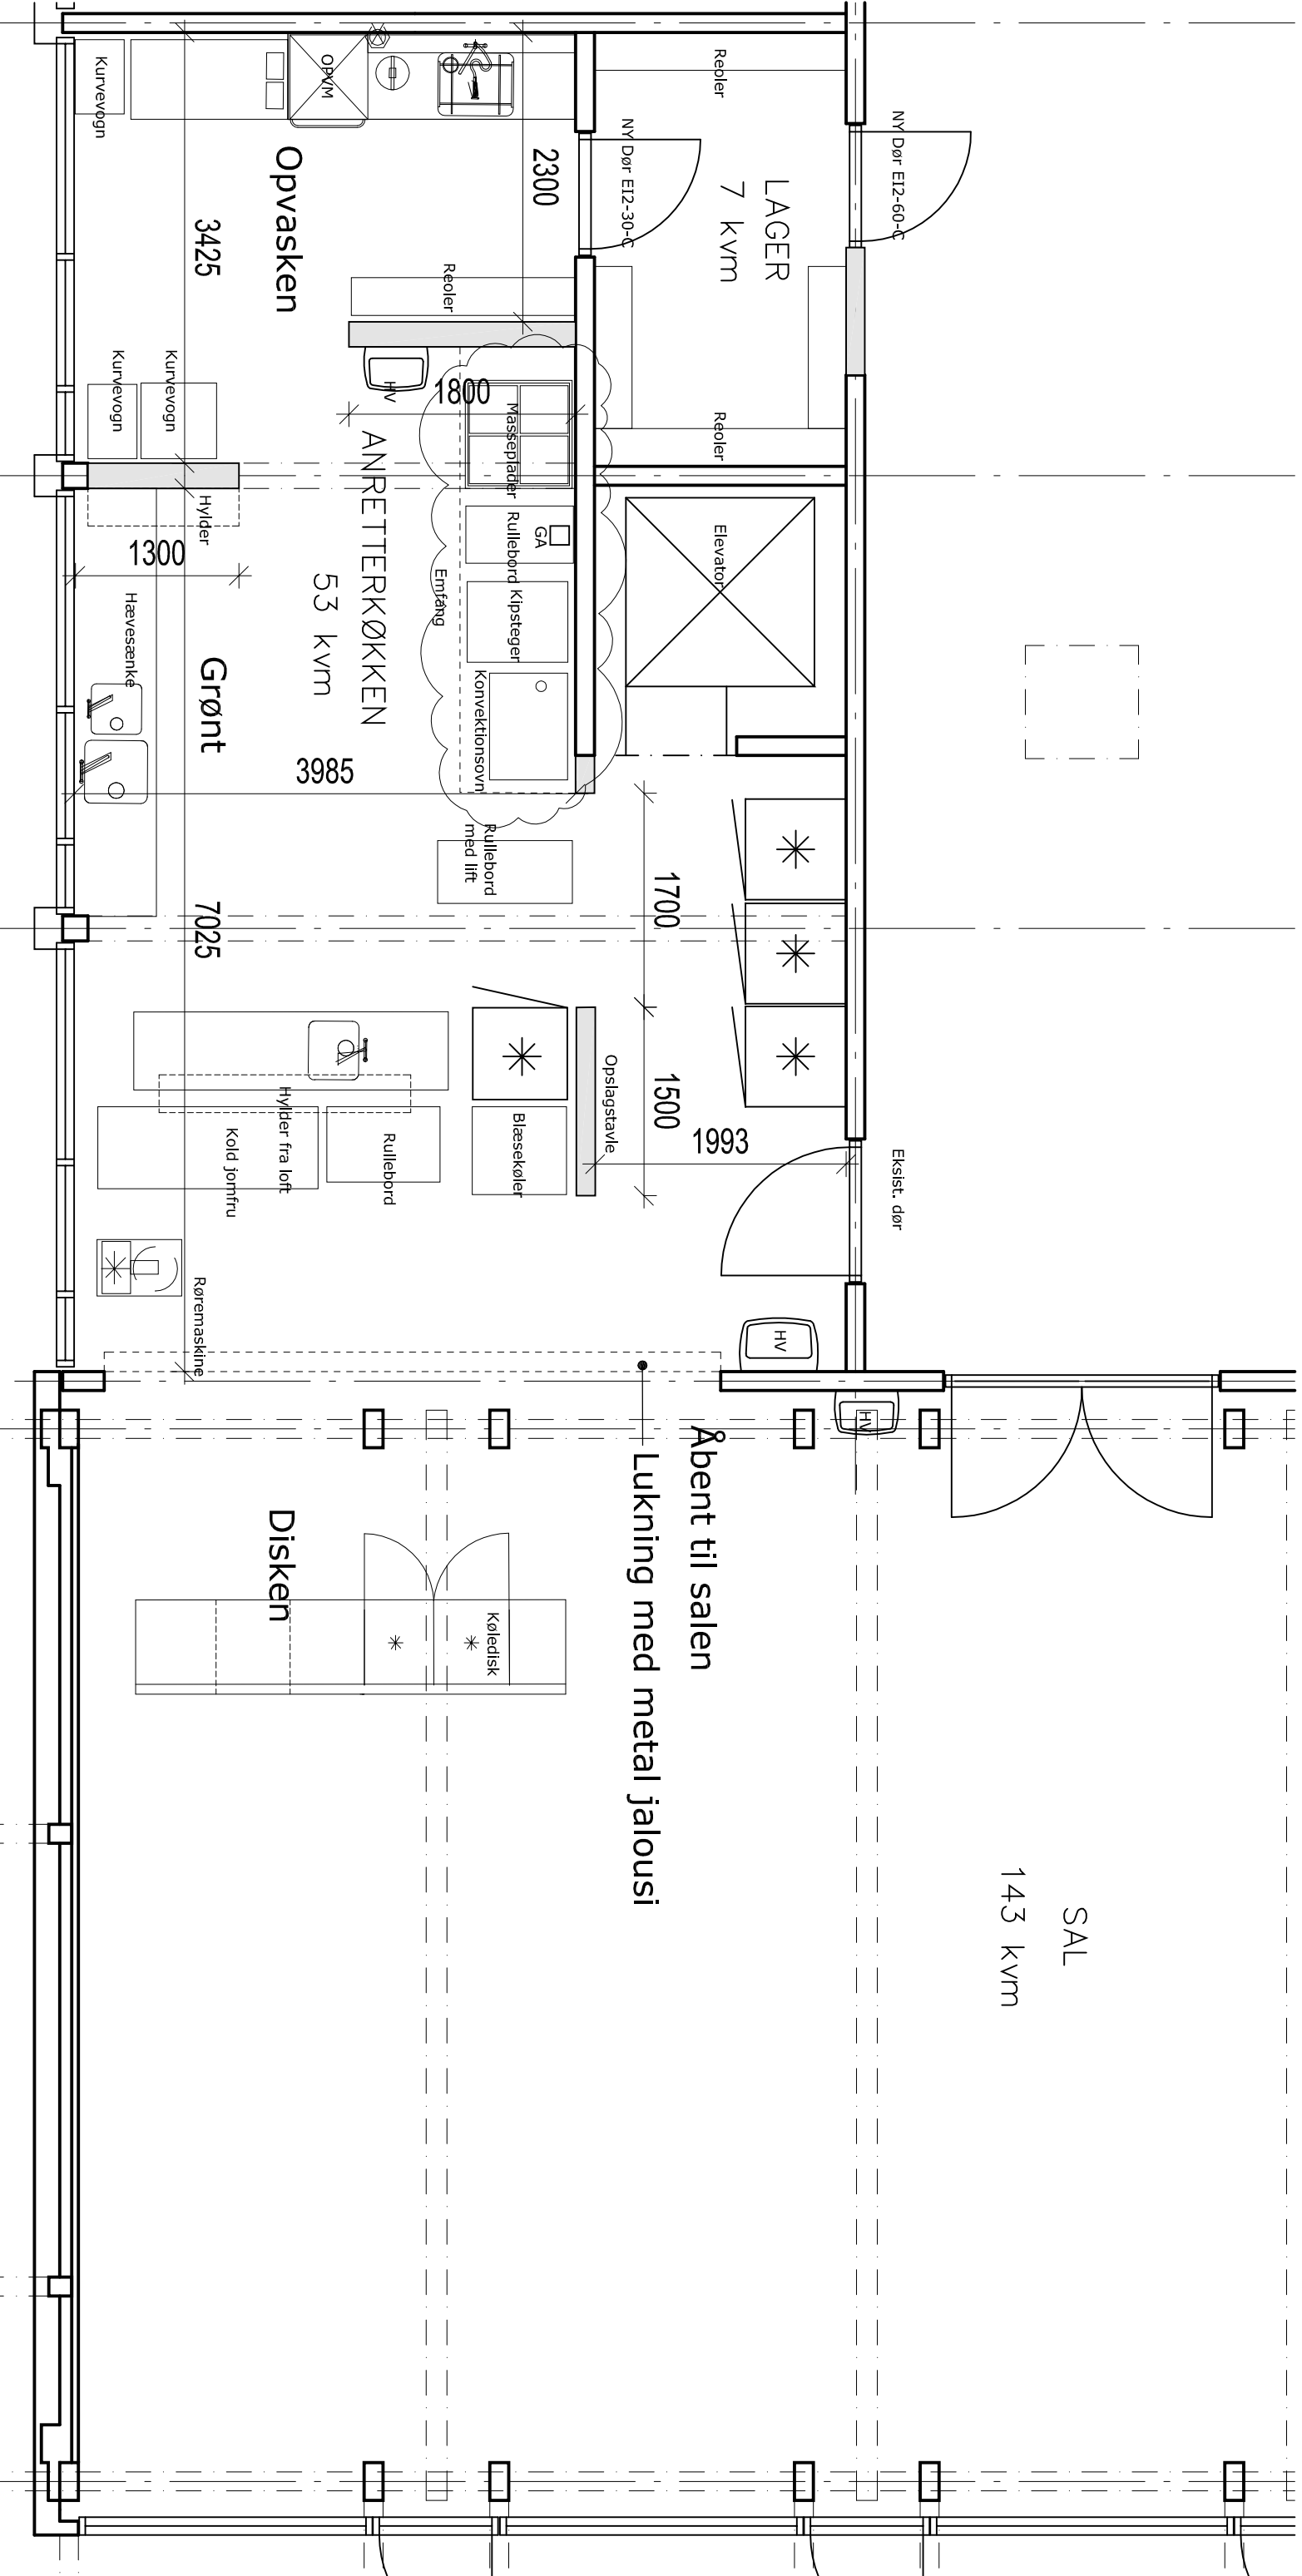 Kurvevogn
OPVM
Reoler
NY Dør EI2-30-C
NY Dør EI2-60-C
LAGER
7 kvm
2300
Opvasken
3425
Reoler
Kurvevogn
Kurvevogn
HV
1800
Masseplader
Reoler
ANRETTERKØKKEN
53 kvm
Hylder
1300
Rullebord
GA
Kipsteger
Emfang
Elevator
Hævesænke
Grønt
Konvektionsovn
3985
Rullebord
med lift
1700
7025
Opslagstavle
1500
1993
Hylder fra loft
Kold jomfru
Rullebord
Blæsekøler
Eksist. dør
Røremaskine
HV
HV
Åbent til salen
Lukning med metal jalousi
Disken
Køledisk
SAL
143 kvm